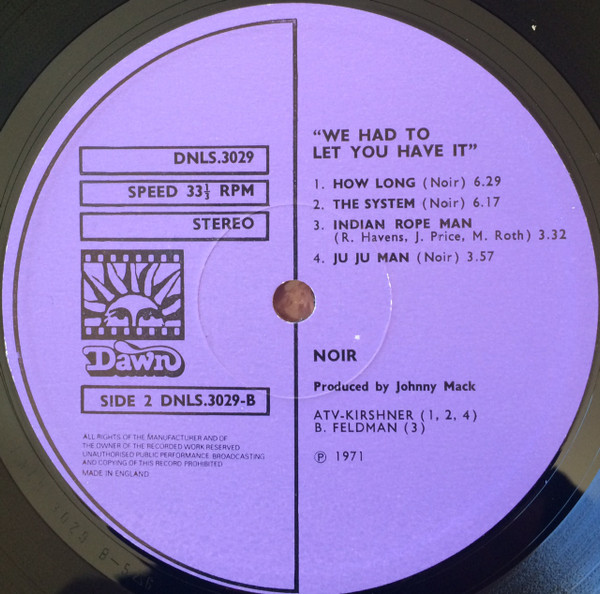 DNLS.3029
SPEED 33⅓ RPM
STEREO
Dawn
SIDE 2 DNLS.3029-B
ALL RIGHTS OF THE MANUFACTURER AND OF
THE OWNER OF THE RECORDED WORK RESERVED
UNAUTHORISED PUBLIC PERFORMANCE BROADCASTING
AND COPYING OF THIS RECORD PROHIBITED
MADE IN ENGLAND
"WE HAD TO
LET YOU HAVE IT"
1. HOW LONG (Noir) 6.29
2. THE SYSTEM (Noir) 6.17
3. INDIAN ROPE MAN
(R. Havens, J. Price, M. Roth) 3.32
4. JU JU MAN (Noir) 3.57
NOIR
Produced by Johnny Mack
ATV-KIRSHNER (1, 2, 4)
B. FELDMAN (3)
℗ 1971